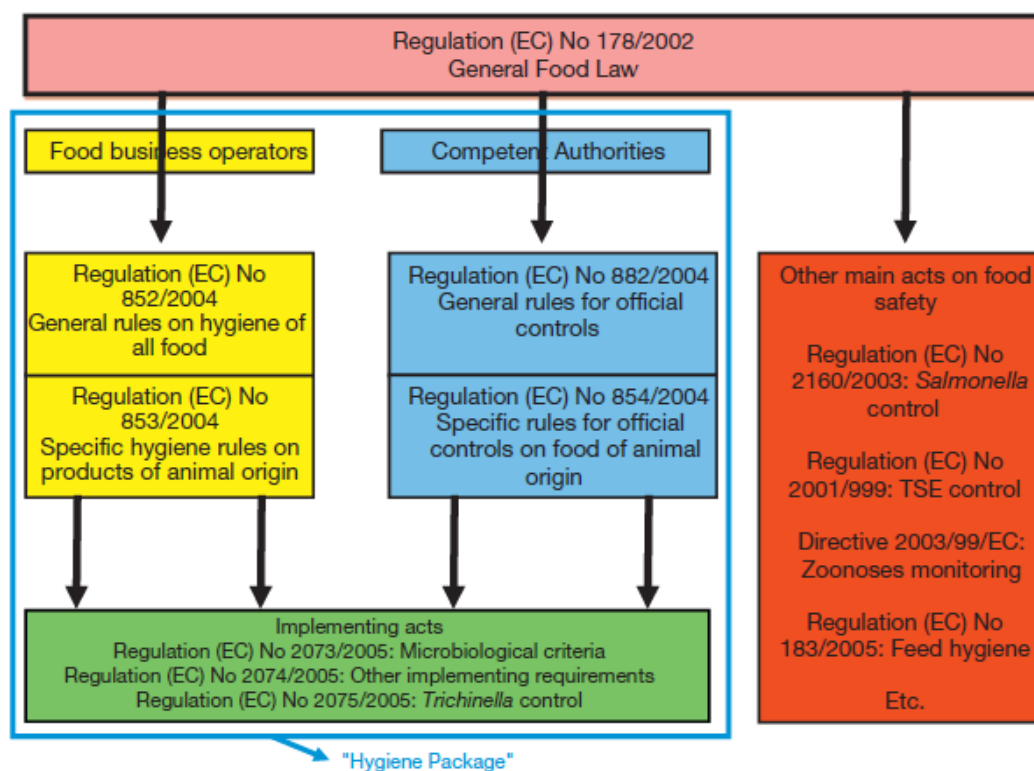 Regulation (EC) No 178/2002
General Food Law
Food business operators
Competent Authorities
Regulation (EC) No
852/2004
General rules on hygiene of
all food
Regulation (EC) No
853/2004
Specific hygiene rules on
products of animal origin
Regulation (EC) No 882/2004
General rules for official
controls
Regulation (EC) No 854/2004
Specific rules for official
controls on food of animal
origin
Other main acts on food
safety
Regulation (EC) No
2160/2003: Salmonella
control
Regulation (EC) No
2001/999: TSE control
Directive 2003/99/EC:
Zoonoses monitoring
Regulation (EC) No
183/2005: Feed hygiene
Etc.
Implementing acts
Regulation (EC) No 2073/2005: Microbiological criteria
Regulation (EC) No 2074/2005: Other implementing requirements
Regulation (EC) No 2075/2005: Trichinella control
"Hygiene Package"